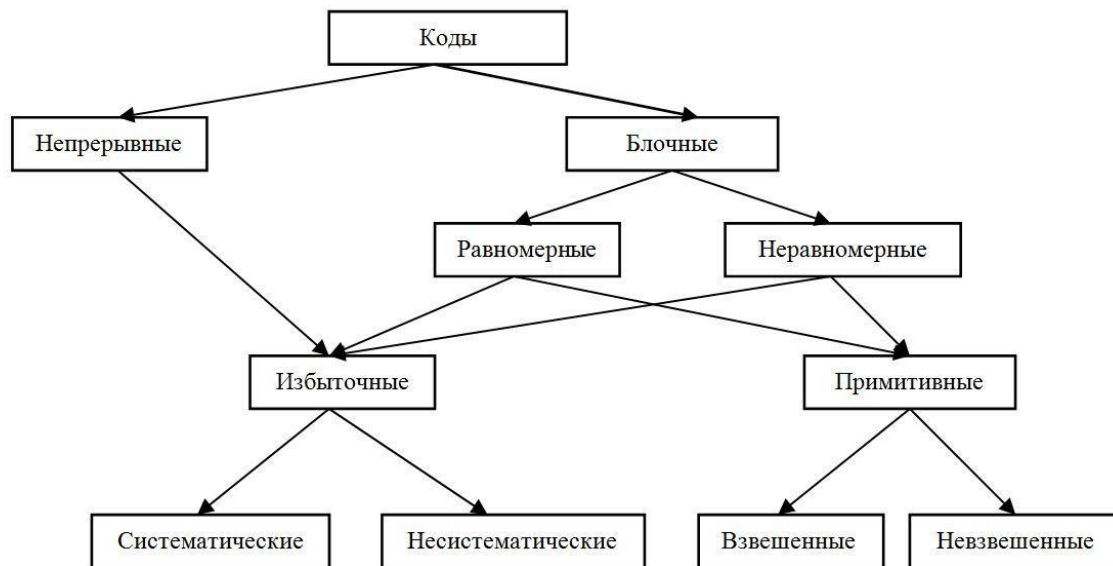 Коды
Непрерывные
Блочные
Равномерные
Неравномерные
Избыточные
Примитивные
Систематические
Несистематические
Взвешенные
Невзвешенные